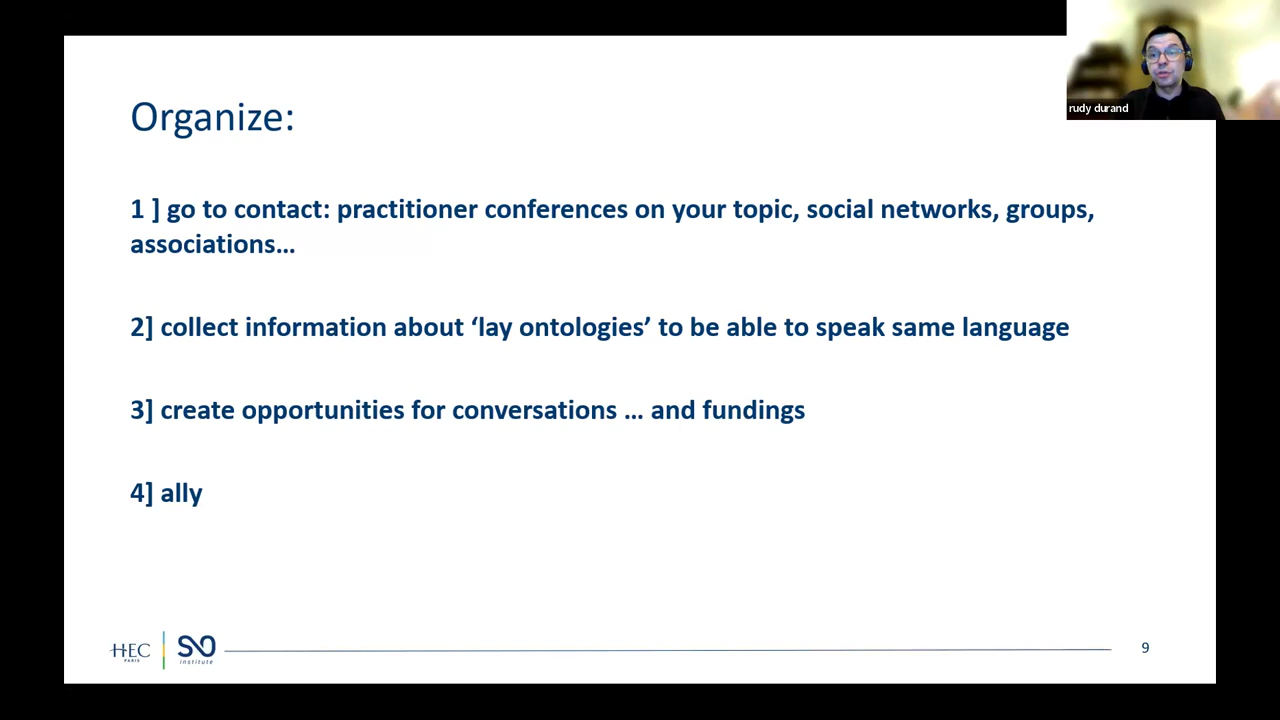 rudy durand
Organize:
1 ] go to contact: practitioner conferences on your topic, social networks, groups,
associations…
2] collect information about ‘lay ontologies’ to be able to speak same language
3] create opportunities for conversations … and fundings
4] ally
HEC
PARIS
SNO
institute
9